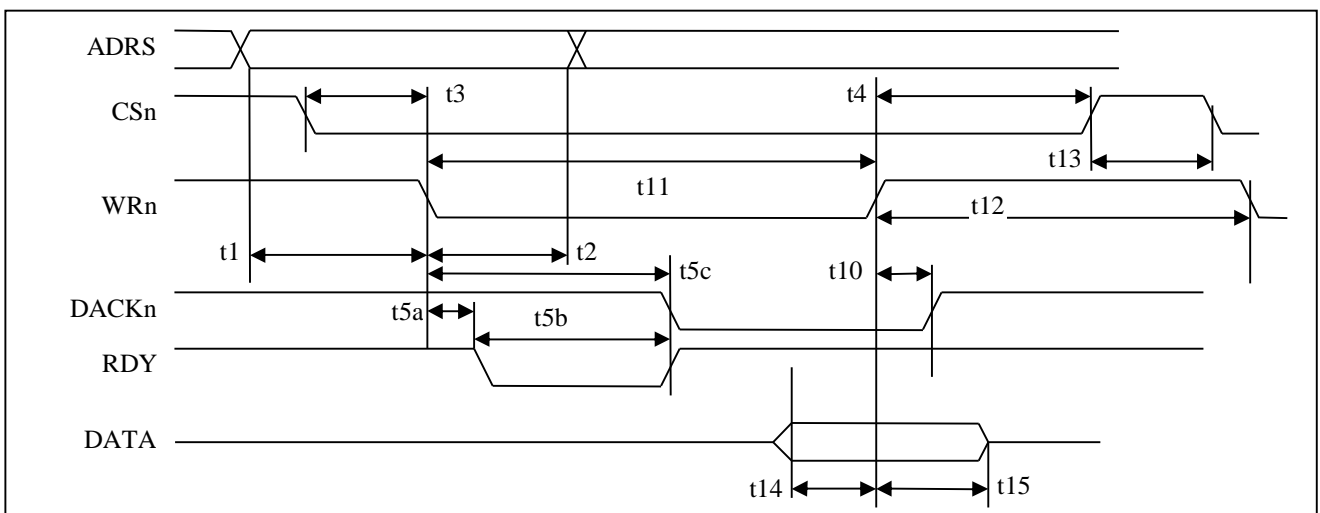 ADRS
t3
t4
CSn
t13
t11
WRn
t12
t1
t2
t5c
t10
DACKn
t5a
t5b
RDY
DATA
t14
t15